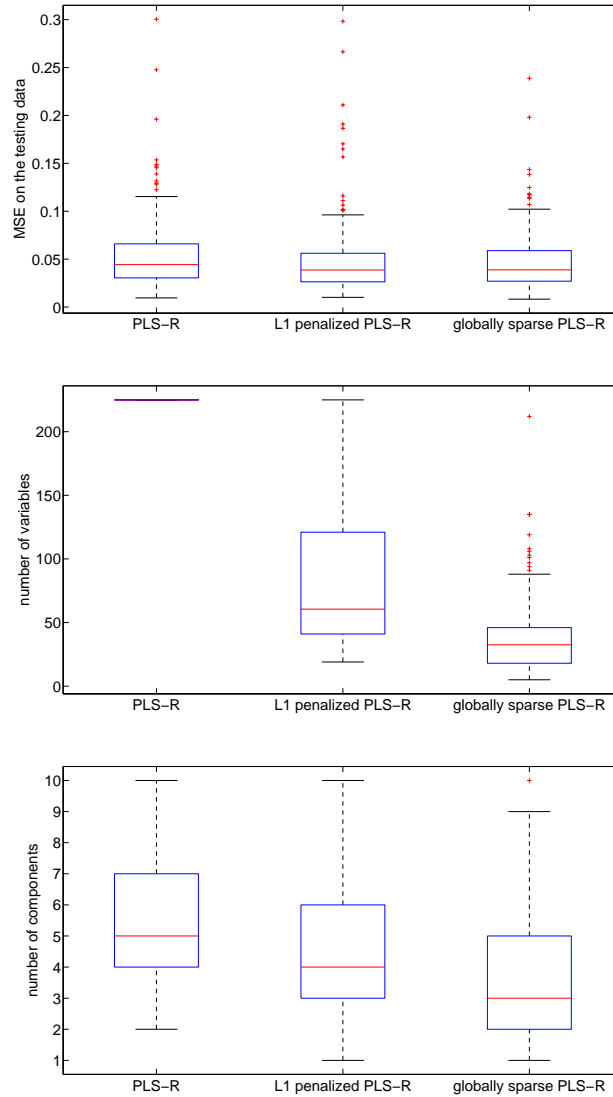 0.3
0.25
0.2
0.15
0.1
0.05
0
MSE on the testing data
PLS−R
L1 penalized PLS−R
globally sparse PLS−R
200
150
100
50
0
number of variables
PLS−R
L1 penalized PLS−R
globally sparse PLS−R
10
9
8
7
6
5
4
3
2
1
number of components
PLS−R
L1 penalized PLS−R
globally sparse PLS−R